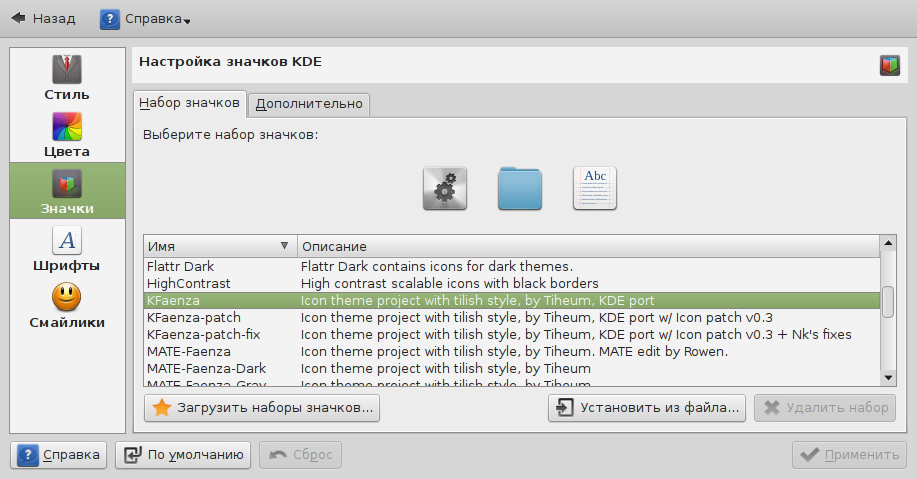 Назад Справка
Настройка значков KDE
Стиль
Цвета
Значки
Шрифты
Смайлики
Набор значков Дополнительно
Выберите набор значков:
Abc
Имя Описание
Flattr Dark Flattr Dark contains icons for dark themes.
HighContrast High contrast scalable icons with black borders
KFaenza Icon theme project with tilish style, by Tiheum, KDE port
KFaenza-patch Icon theme project with tilish style, by Tiheum, KDE port w/ Icon patch v0.3
KFaenza-patch-fix Icon theme project with tilish style, by Tiheum, KDE port w/ Icon patch v0.3 + Nk's fixes
MATE-Faenza Icon theme project with tilish style, by Tiheum. MATE edit by Rowen.
MATE-Faenza-Dark Icon theme project with tilish style, by Tiheum
MATE-Faenza-Gray Icon theme project with tilish style, by Tiheum
Загрузить наборы значков... Установить из файла... Удалить набор
Справка По умолчанию Сброс Применить